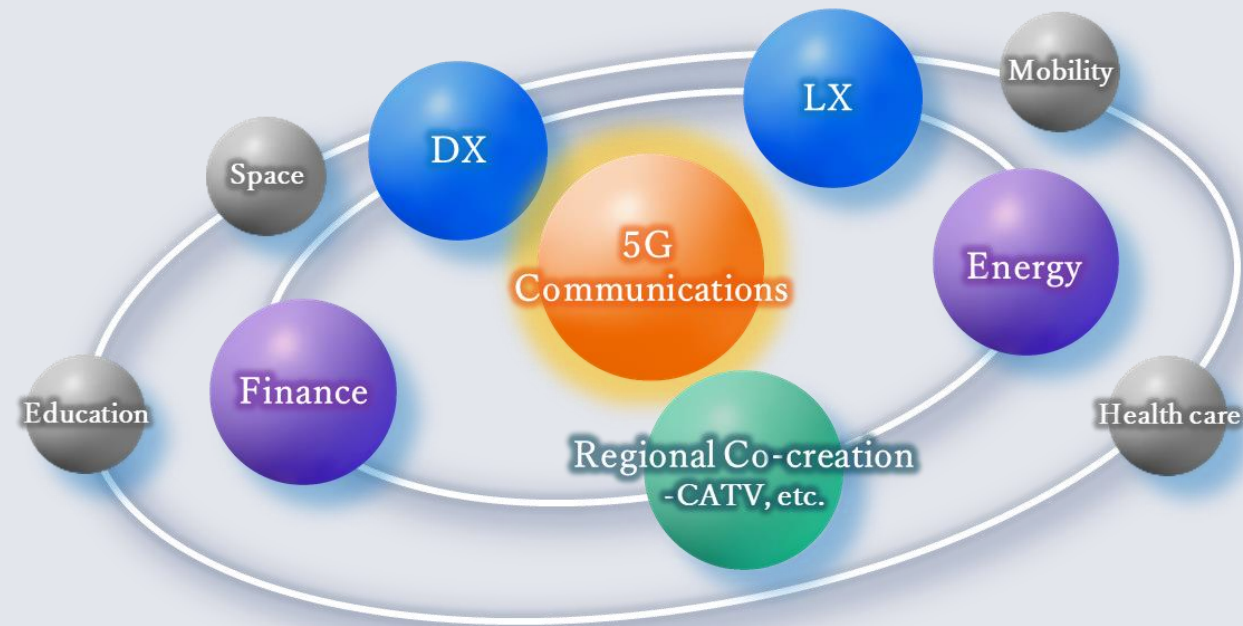 LX
Mobility
DX
Space
5G
Communications
Energy
Finance
Education
Health care
Regional Co-creation
-CATV, etc.